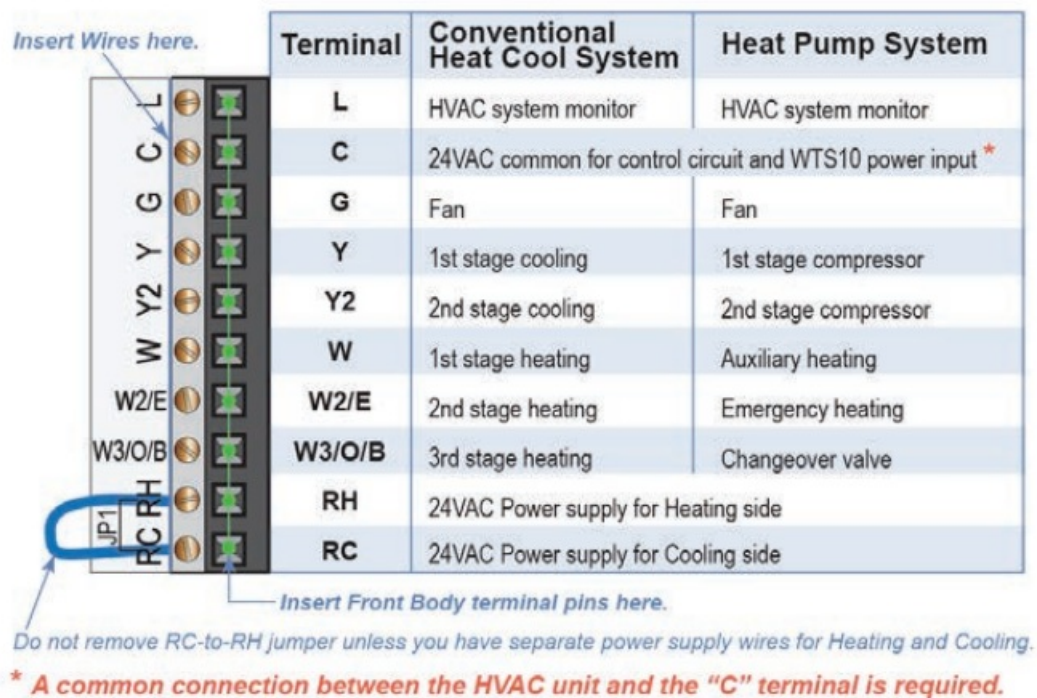 Insert Wires here.
Terminal
Conventional
Heat Cool System
Heat Pump System
L
L
HVAC system monitor
HVAC system monitor
C
C
24VAC common for control circuit and WTS10 power input *
G
G
Fan
Fan
Y
Y
1st stage cooling
1st stage compressor
Y2
Y2
2nd stage cooling
2nd stage compressor
W
W
1st stage heating
Auxiliary heating
W2/E
W2/E
2nd stage heating
Emergency heating
W3/O/B
W3/O/B
3rd stage heating
Changeover valve
RH
RH
24VAC Power supply for Heating side
JP1
RC
RC
24VAC Power supply for Cooling side
Insert Front Body terminal pins here.
Do not remove RC-to-RH jumper unless you have separate power supply wires for Heating and Cooling.
* A common connection between the HVAC unit and the “C” terminal is required.